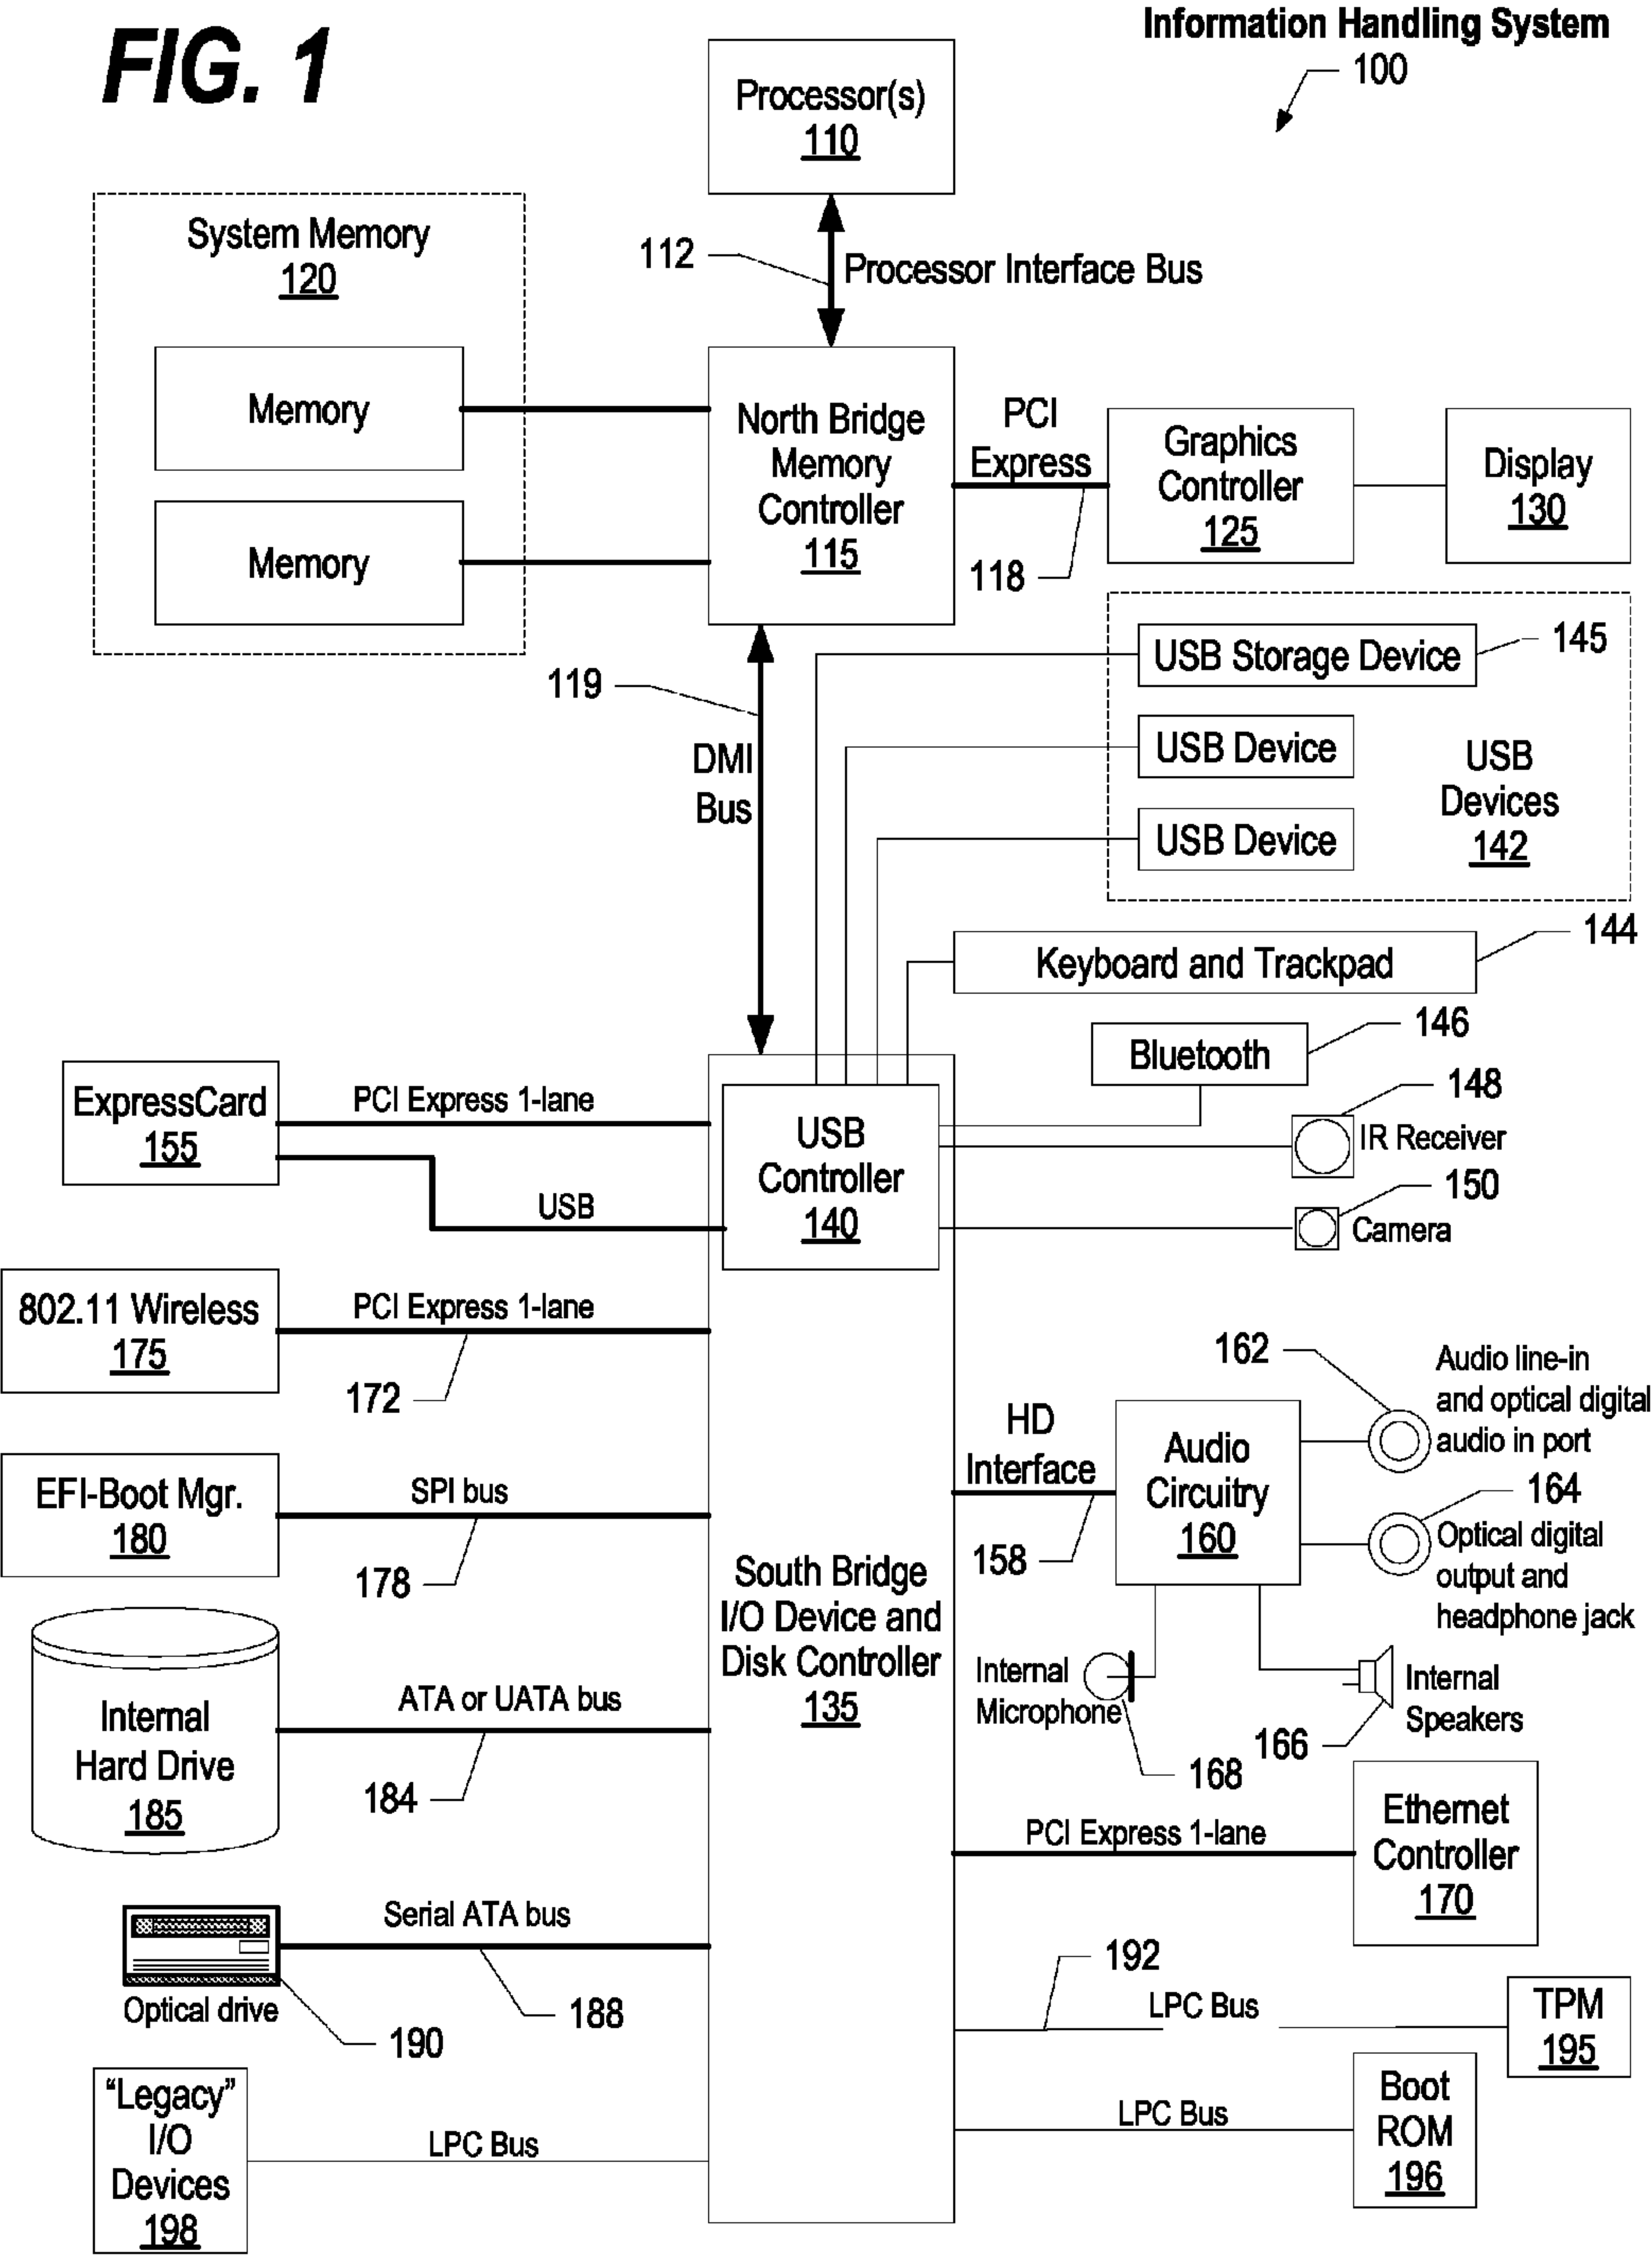 FIG. 1
Information Handling System
100
Processor(s)
110
System Memory
120
112
Processor Interface Bus
Memory
Memory
North Bridge
Memory
Controller
115
PCI
Express
118
Graphics
Controller
125
Display
130
119
DMI
Bus
USB Storage Device
145
USB Device
USB Device
USB
Devices
142
Keyboard and Trackpad
144
Bluetooth
146
148
IR Receiver
150
Camera
ExpressCard
155
PCI Express 1-lane
USB
USB
Controller
140
802.11 Wireless
175
PCI Express 1-lane
172
EFI-Boot Mgr.
180
SPI bus
178
Internal
Hard Drive
185
ATA or UATA bus
184
Serial ATA bus
188
Optical drive
190
"Legacy"
I/O
Devices
198
LPC Bus
South Bridge
I/O Device and
Disk Controller
135
HD
Interface
158
Audio
Circuitry
160
162
Audio line-in
and optical digital
audio in port
164
Optical digital
output and
headphone jack
Internal
Microphone
168
Internal
Speakers
166
PCI Express 1-lane
Ethernet
Controller
170
192
LPC Bus
TPM
195
LPC Bus
Boot
ROM
196